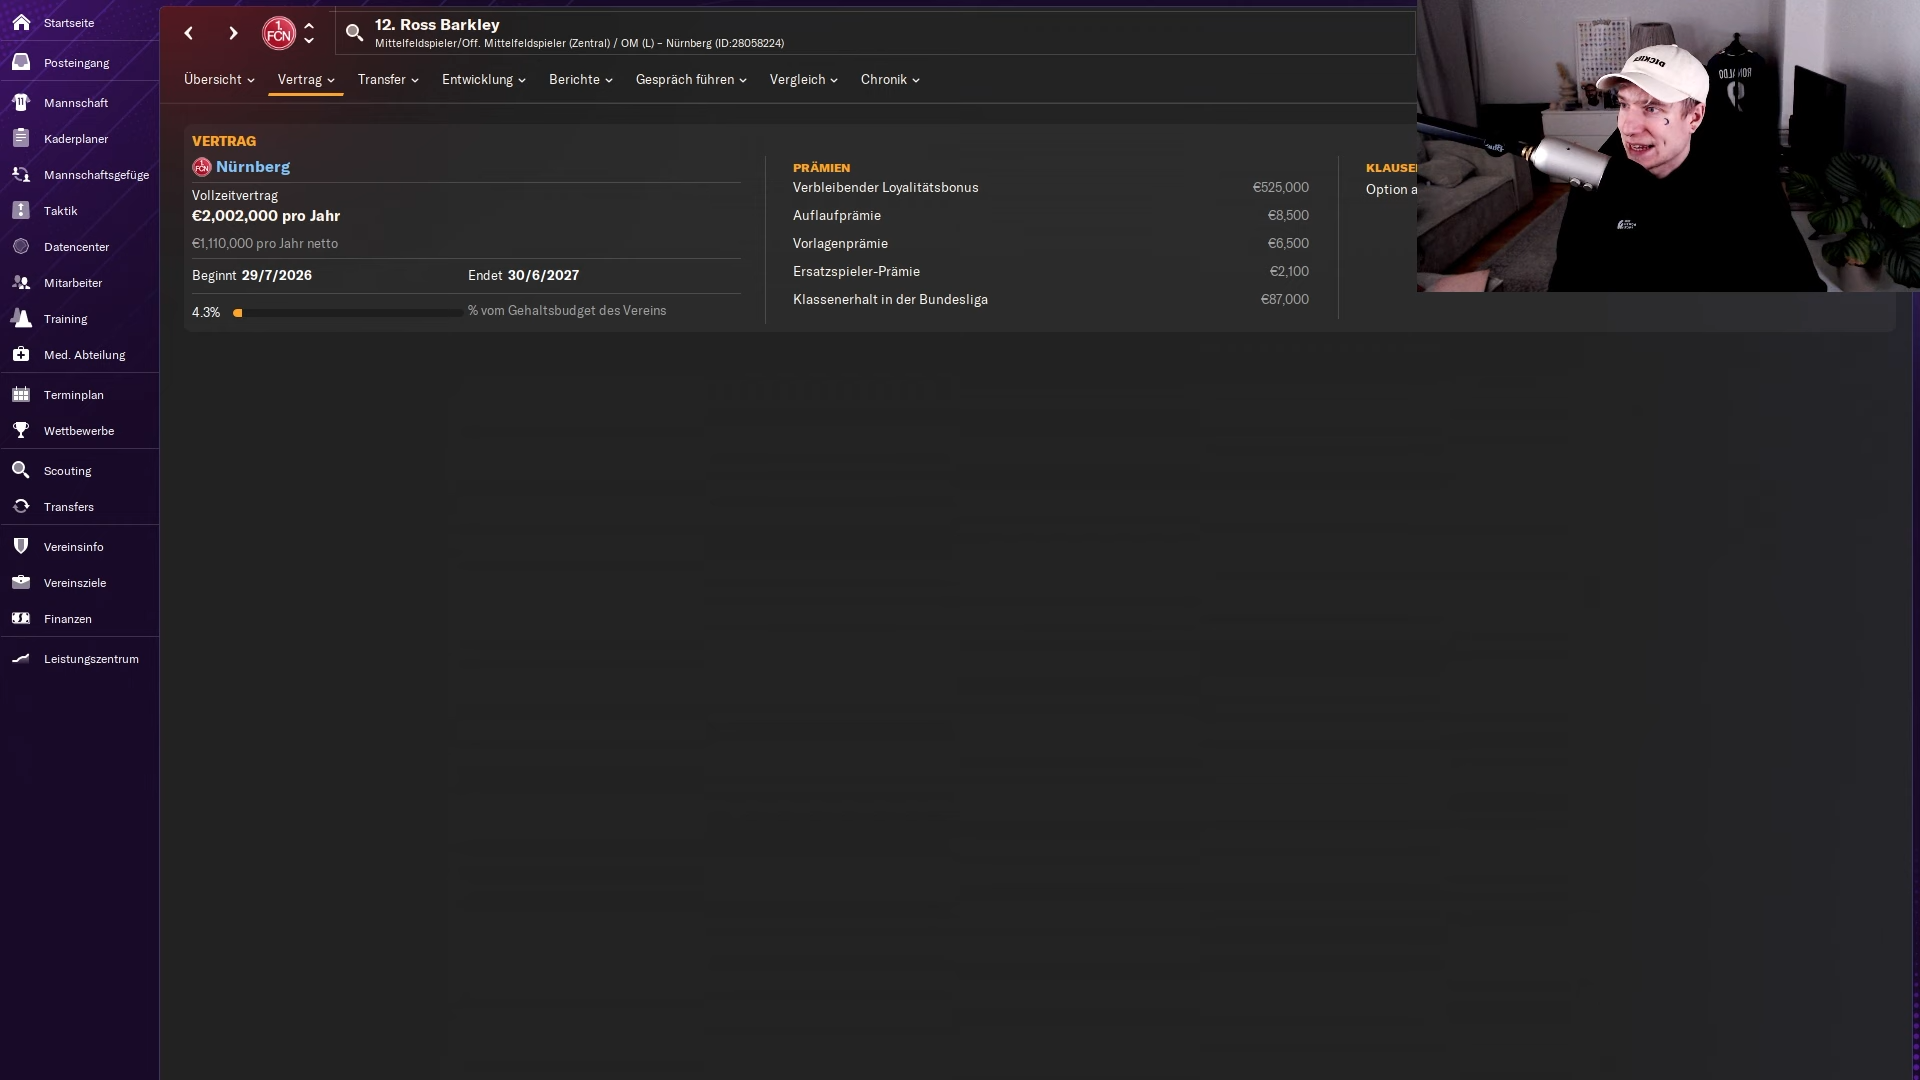 Startseite
Posteingang
Mannschaft
Kaderplaner
Mannschaftsgefüge
Taktik
Datencenter
Mitarbeiter
Training
Med. Abteilung
Terminplan
Wettbewerbe
Scouting
Transfers
Vereinsinfo
Vereinsziele
Finanzen
Leistungszentrum
12. Ross Barkley
Mittelfeldspieler/Off. Mittelfeldspieler (Zentral) / OM (L) – Nürnberg (ID:28058224)
Übersicht Vertrag Transfer Entwicklung Berichte Gespräch führen Vergleich Chronik
VERTRAG
Nürnberg
Vollzeitvertrag
€2,002,000 pro Jahr
€1,110,000 pro Jahr netto
Beginnt 29/7/2026 Endet 30/6/2027
4.3% % vom Gehaltsbudget des Vereins
PRÄMIEN
Verbleibender Loyalitätsbonus €525,000
Auflaufprämie €8,500
Vorlagenprämie €6,500
Ersatzspieler-Prämie €2,100
Klassenerhalt in der Bundesliga €87,000
Option a
DICKIES
RONALDO